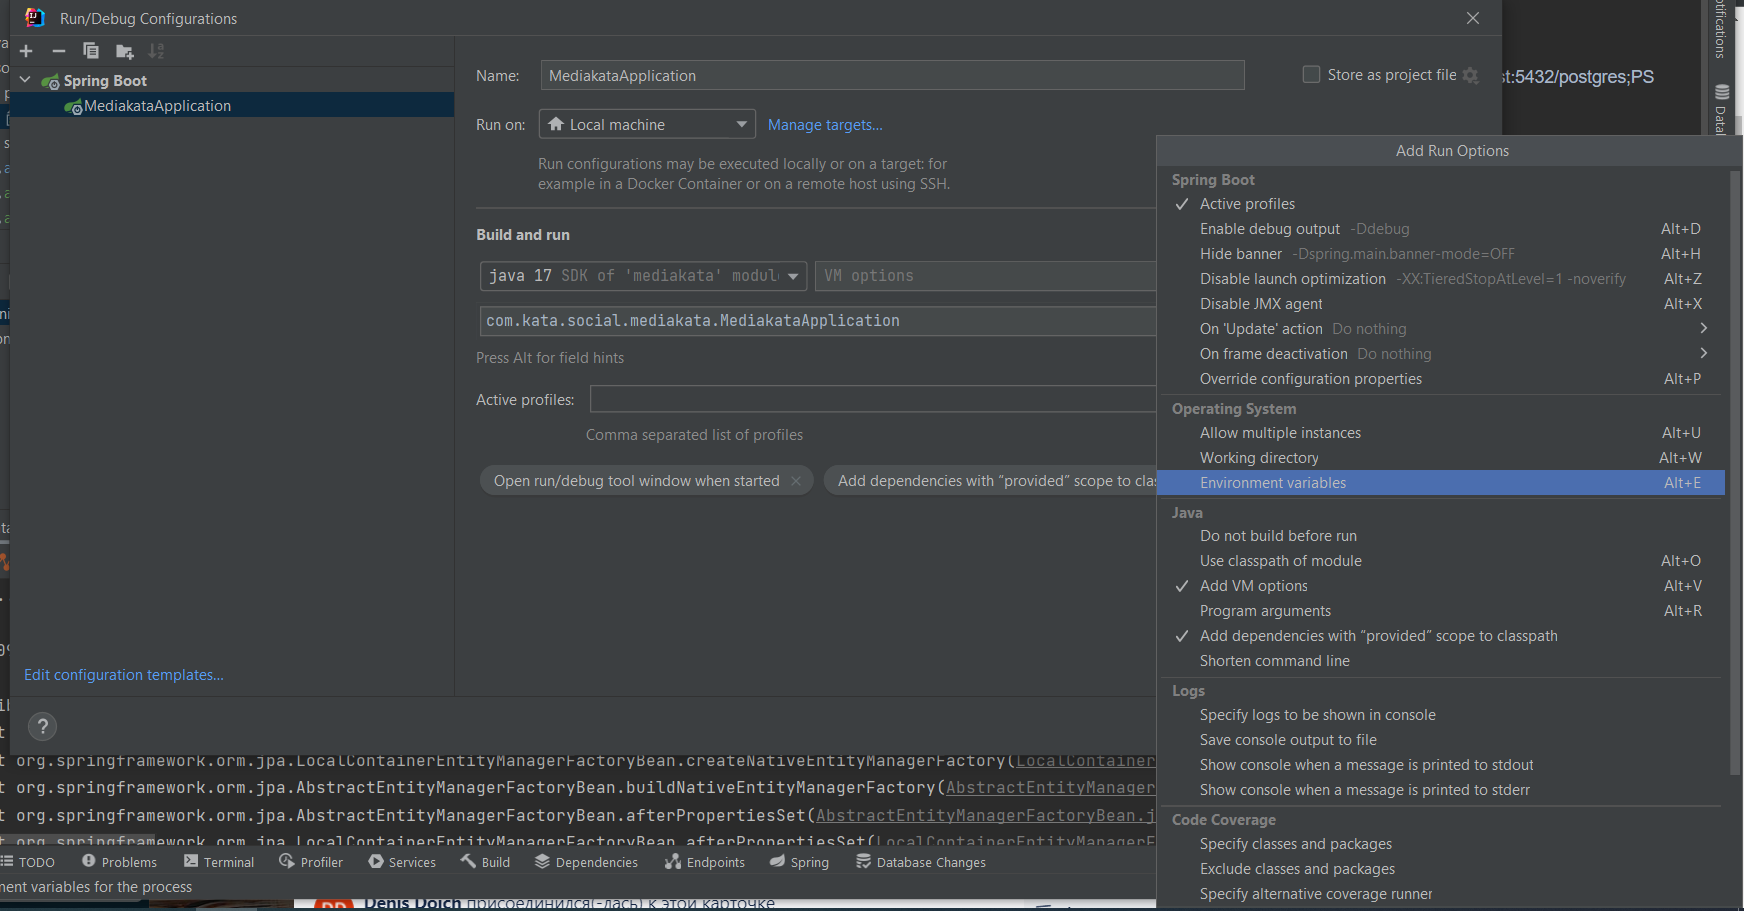 Run/Debug Configurations
Spring Boot
MediakataApplication
Edit configuration templates...
?
Name: MediakataApplication
Store as project file
Run on: Local machine Manage targets...
Run configurations may be executed locally or on a target: for
example in a Docker Container or on a remote host using SSH.
Build and run
java 17 SDK of 'mediakata' modul
VM options
com.kata.social.mediakata.MediakataApplication
Press Alt for field hints
Active profiles:
Comma separated list of profiles
Open run/debug tool window when started
Add dependencies with “provided” scope to clas
st:5432/postgres;PS
otifications
Data
Add Run Options
Spring Boot
Active profiles
Enable debug output -Ddebug Alt+D
Hide banner -Dspring.main.banner-mode=OFF Alt+H
Disable launch optimization -XX:TieredStopAtLevel=1 -noverify Alt+Z
Disable JMX agent Alt+X
On 'Update' action Do nothing
On frame deactivation Do nothing
Override configuration properties Alt+P
Operating System
Allow multiple instances Alt+U
Working directory Alt+W
Environment variables Alt+E
Java
Do not build before run
Use classpath of module Alt+O
Add VM options Alt+V
Program arguments Alt+R
Add dependencies with “provided” scope to classpath
Shorten command line
Logs
Specify logs to be shown in console
Save console output to file
Show console when a message is printed to stdout
Show console when a message is printed to stderr
Code Coverage
Specify classes and packages
Exclude classes and packages
Specify alternative coverage runner
t org.springframework.orm.jpa.LocalContainerEntityManagerFactoryBean.createNativeEntityManagerFactory(LocalContainer
t org.springframework.orm.jpa.AbstractEntityManagerFactoryBean.buildNativeEntityManagerFactory(AbstractEntityManager
t org.springframework.orm.jpa.AbstractEntityManagerFactoryBean.afterPropertiesSet(AbstractEntityManagerFactoryBean.j
t org.springframework.orm.jpa.LocalContainerEntityManagerFactoryBean.afterPropertiesSet(LocalContainerEntityManagerF
TODO Problems Terminal Profiler Services Build Dependencies Endpoints Spring Database Changes
ment variables for the process
Denis Dolch присоединился(-лась) к этой карточке